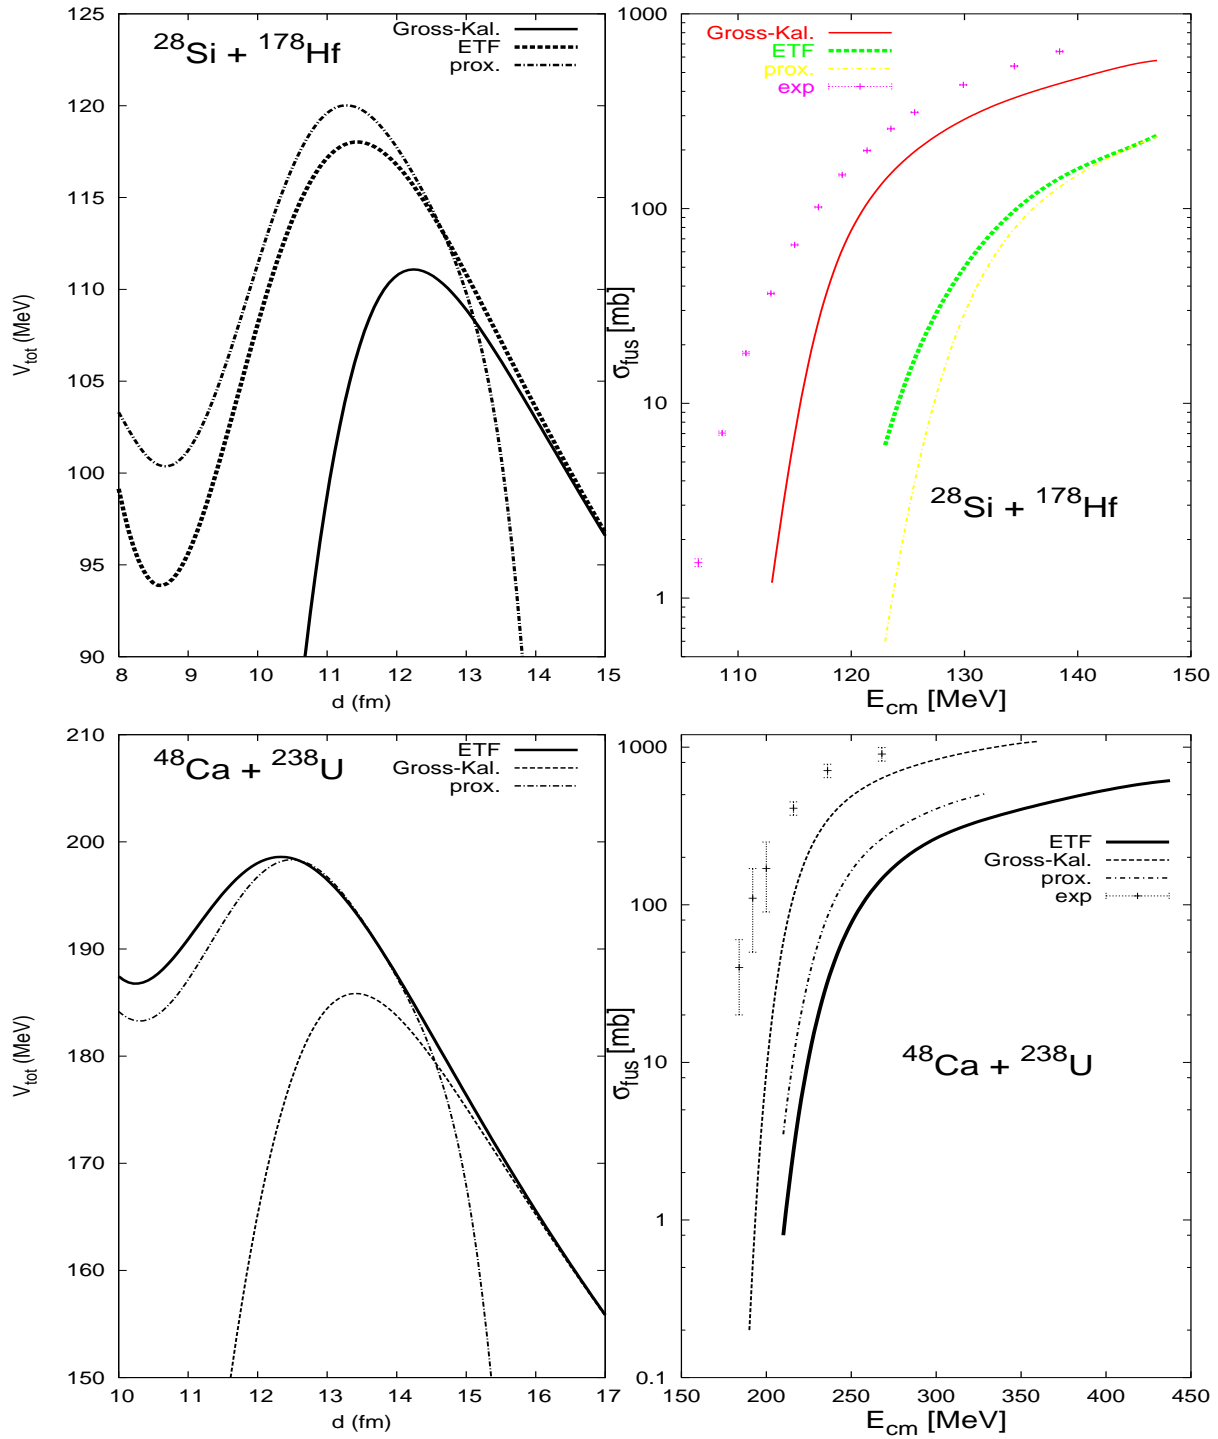 125
120
115
110
105
100
95
90
8 9 10 11 12 13 14 15
V_tot (MeV)
d (fm)
^28Si + ^178Hf
Gross-Kal.
ETF
prox.
1000
100
10
1
110 120 130 140 150
σ_fus [mb]
E_cm [MeV]
Gross-Kal.
ETF
prox.
exp
^28Si + ^178Hf
210
200
190
180
170
160
150
10 11 12 13 14 15 16 17
V_tot (MeV)
d (fm)
^48Ca + ^238U
ETF
Gross-Kal.
prox.
1000
100
10
1
0.1
150 200 250 300 350 400 450
σ_fus [mb]
E_cm [MeV]
ETF
Gross-Kal.
prox.
exp
^48Ca + ^238U